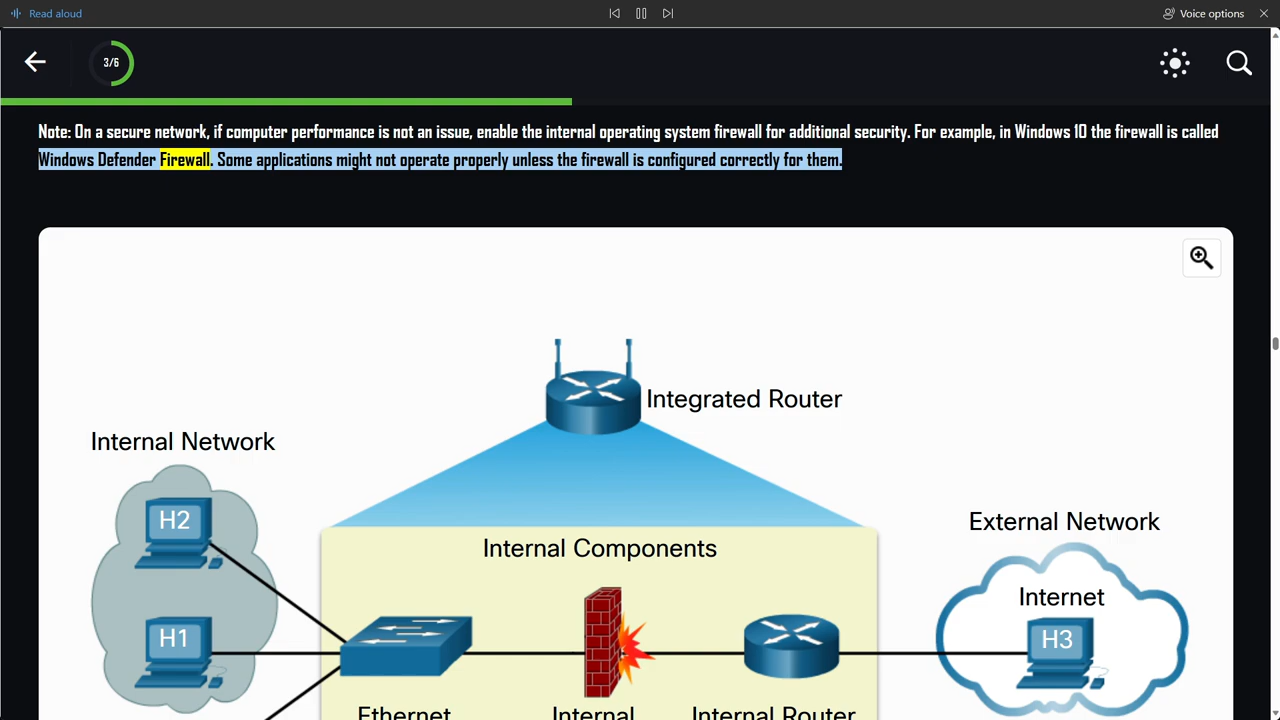 Read aloud
Voice options
3/6
Note: On a secure network, if computer performance is not an issue, enable the internal operating system firewall for additional security. For example, in Windows 10 the firewall is called
Windows Defender Firewall. Some applications might not operate properly unless the firewall is configured correctly for them.
Integrated Router
Internal Network
H2
External Network
Internal Components
Internet
H1
H3
Ethernet
Internal
Internal Router